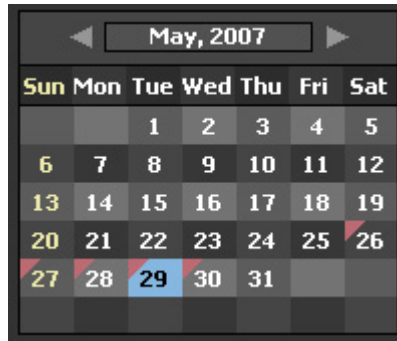 May, 2007
Sun Mon Tue Wed Thu Fri Sat
1 2 3 4 5
6 7 8 9 10 11 12
13 14 15 16 17 18 19
20 21 22 23 24 25 26
27 28 29 30 31